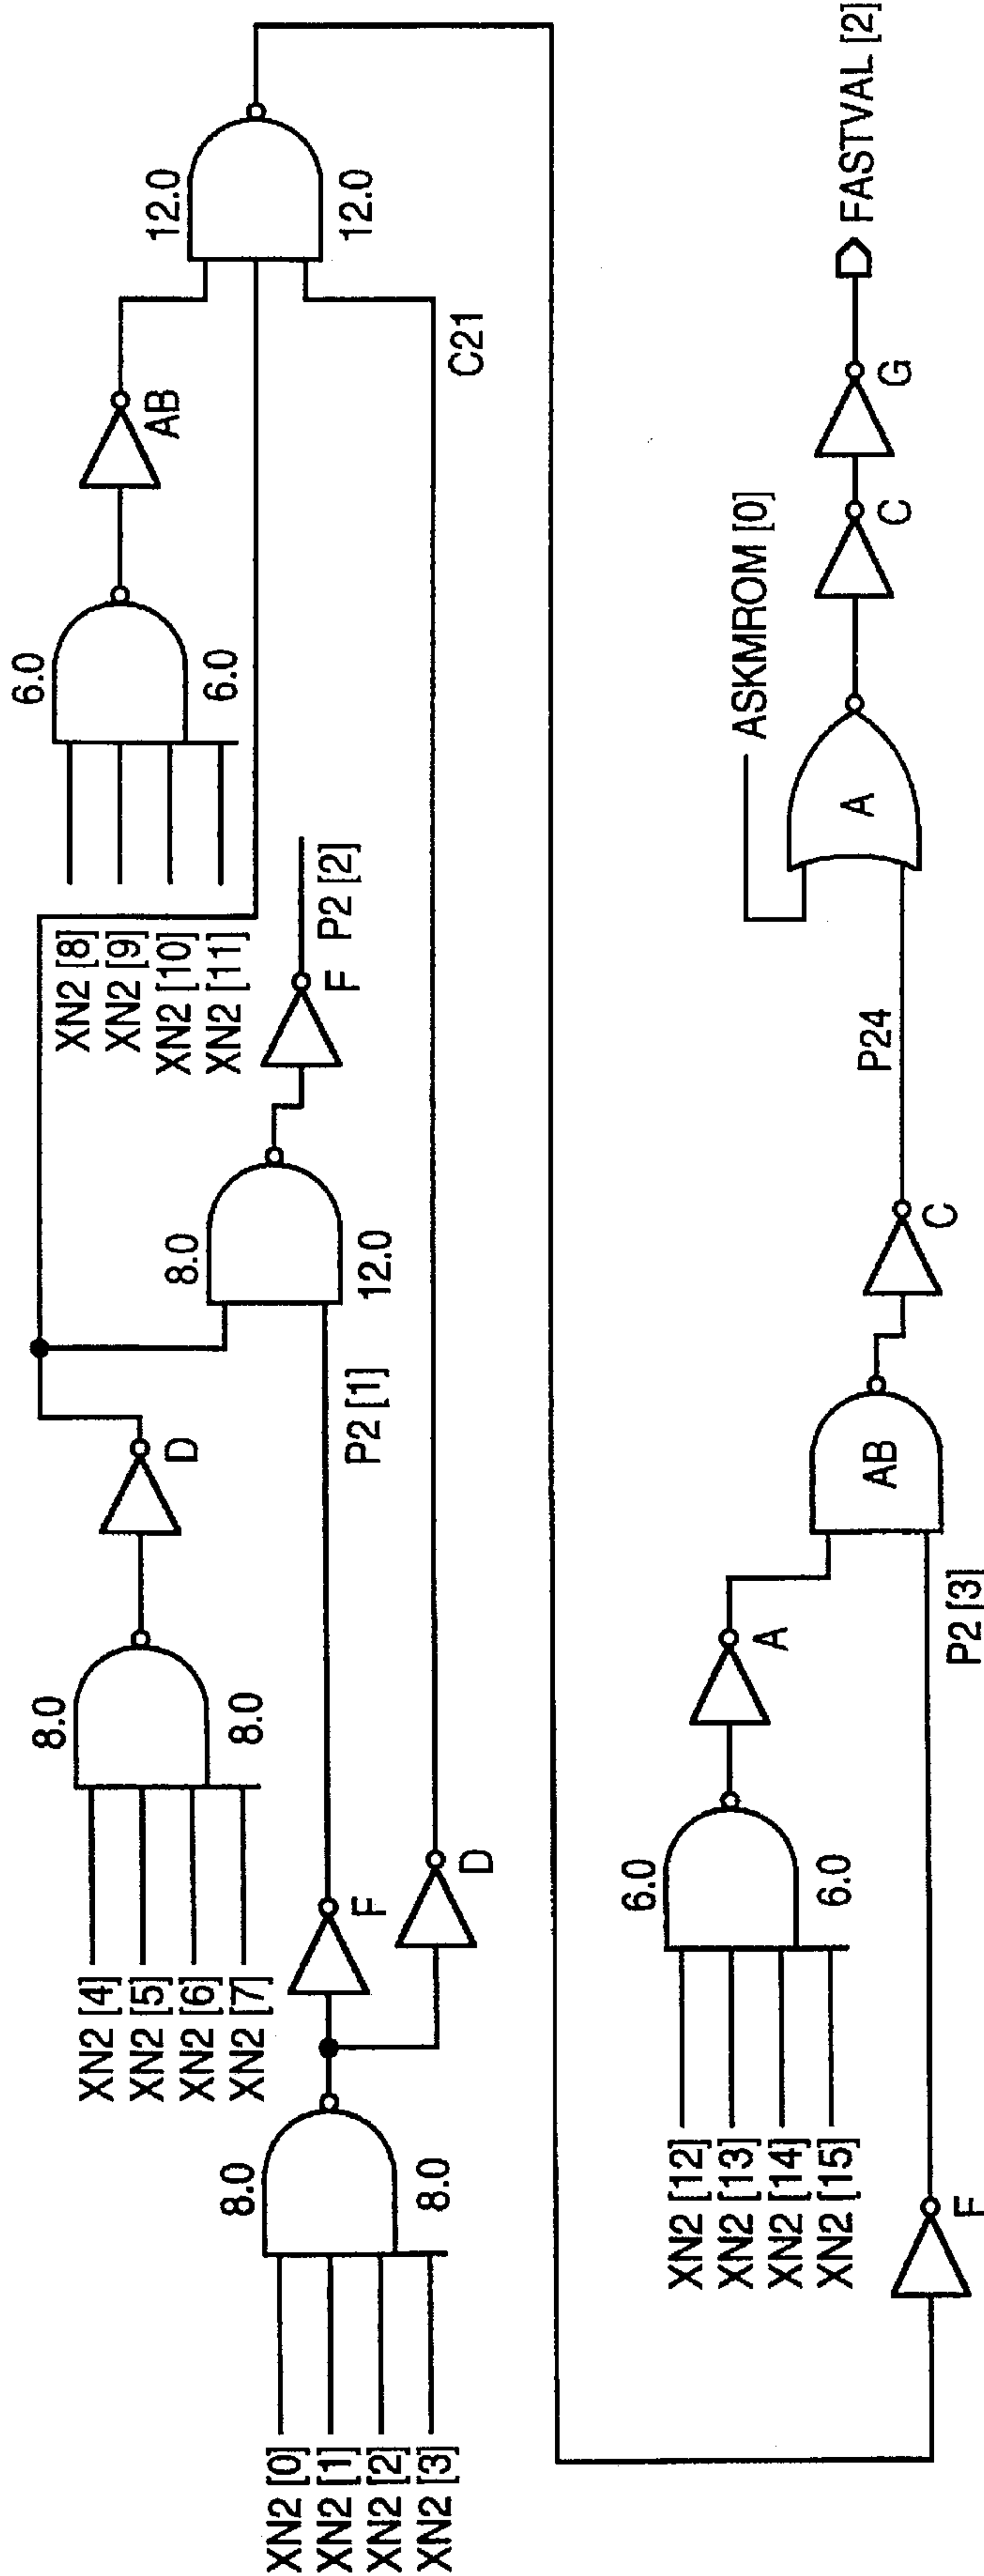 XN2 [0]
XN2 [1]
XN2 [2]
XN2 [3]
8.0
8.0
XN2 [4]
XN2 [5]
XN2 [6]
XN2 [7]
8.0
8.0
F
D
D
P2 [1]
8.0
12.0
F
P2 [2]
XN2 [8]
XN2 [9]
XN2 [10]
XN2 [11]
6.0
6.0
AB
C21
12.0
12.0
F
XN2 [12]
XN2 [13]
XN2 [14]
XN2 [15]
6.0
6.0
A
P2 [3]
AB
C
P24
ASKMROM [0]
A
C
G
FASTVAL [2]